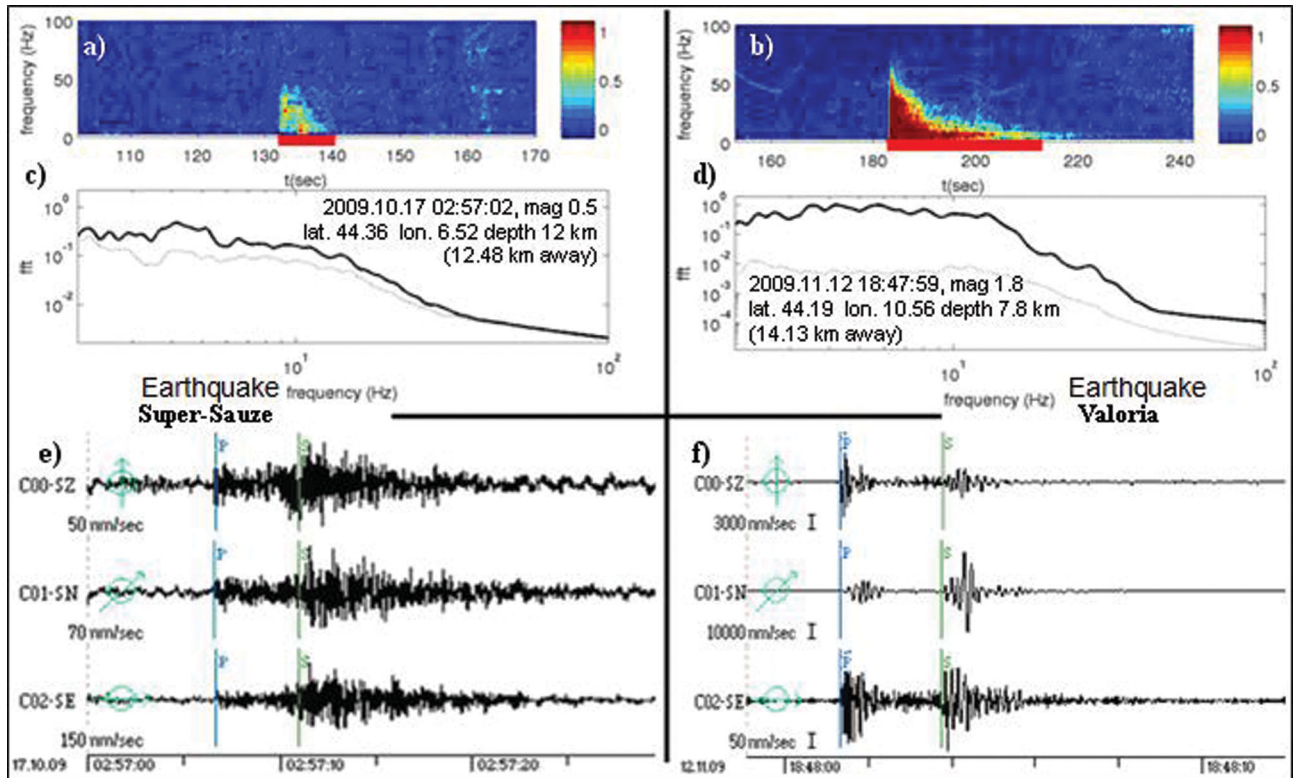 a)
frequency (Hz)
100
50
0
110 120 130 140 150 160 170
t(sec)
1
0.5
0
b)
frequency (Hz)
100
50
0
160 180 200 220 240
t(sec)
1
0.5
0
c)
fft
10^0
10^-1
10^-2
2009.10.17 02:57:02, mag 0.5
lat. 44.36 lon. 6.52 depth 12 km
(12.48 km away)
10^1 10^2
frequency (Hz)
Earthquake
Super-Sauze
d)
fft
10^0
10^-1
10^-2
10^-3
10^-4
2009.11.12 18:47:59, mag 1.8
lat. 44.19 lon. 10.56 depth 7.8 km
(14.13 km away)
10^1 10^2
frequency (Hz)
Earthquake
Valoria
e)
P S
C00-SZ
50 nm/sec
P S
C01-SN
70 nm/sec
P S
C02-SE
150 nm/sec
17.10.09 02:57:00 02:57:10 02:57:20
f)
P S
C00-SZ
3000 nm/sec I
P S
C01-SN
10000 nm/sec I
P S
C02-SE
50 nm/sec I
12.11.09 18:48:00 18:48:10